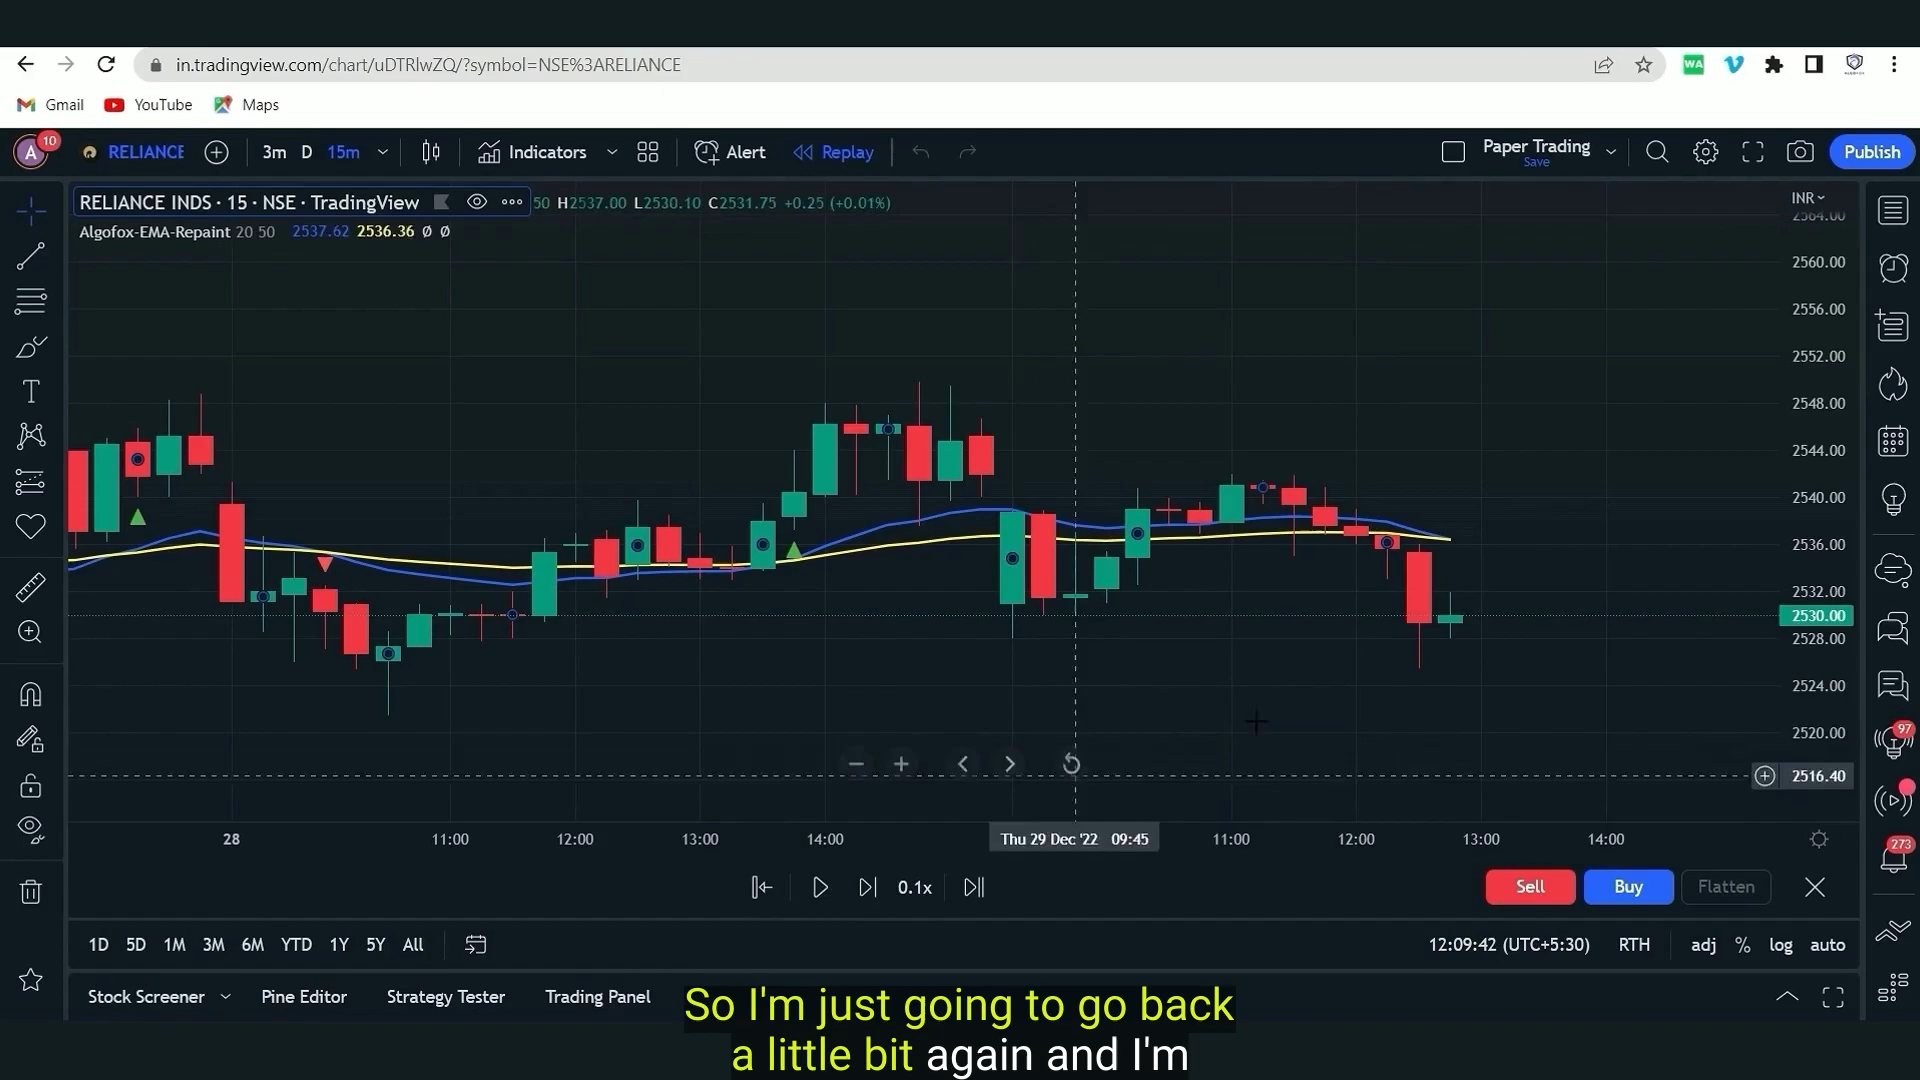 in.tradingview.com/chart/uDTRlwZQ/?symbol=NSE%3ARELIANCE
WA
Gmail YouTube Maps
A 10 RELIANCE 3m D 15m Indicators Alert Replay Paper Trading Save Publish
RELIANCE INDS · 15 · NSE · TradingView 50 H2537.00 L2530.10 C2531.75 +0.25 (+0.01%) INR
Algofox-EMA-Repaint 20 50 2537.62 2536.36 Ø Ø
2564.00
2560.00
2556.00
2552.00
2548.00
2544.00
2540.00
2536.00
2532.00
2530.00
2528.00
2524.00
2520.00
97
2516.40
28 11:00 12:00 13:00 14:00 Thu 29 Dec '22 09:45 11:00 12:00 13:00 14:00
273
0.1x Sell Buy Flatten
1D 5D 1M 3M 6M YTD 1Y 5Y All 12:09:42 (UTC+5:30) RTH adj % log auto
Stock Screener Pine Editor Strategy Tester Trading Panel
So I'm just going to go back
a little bit again and I'm